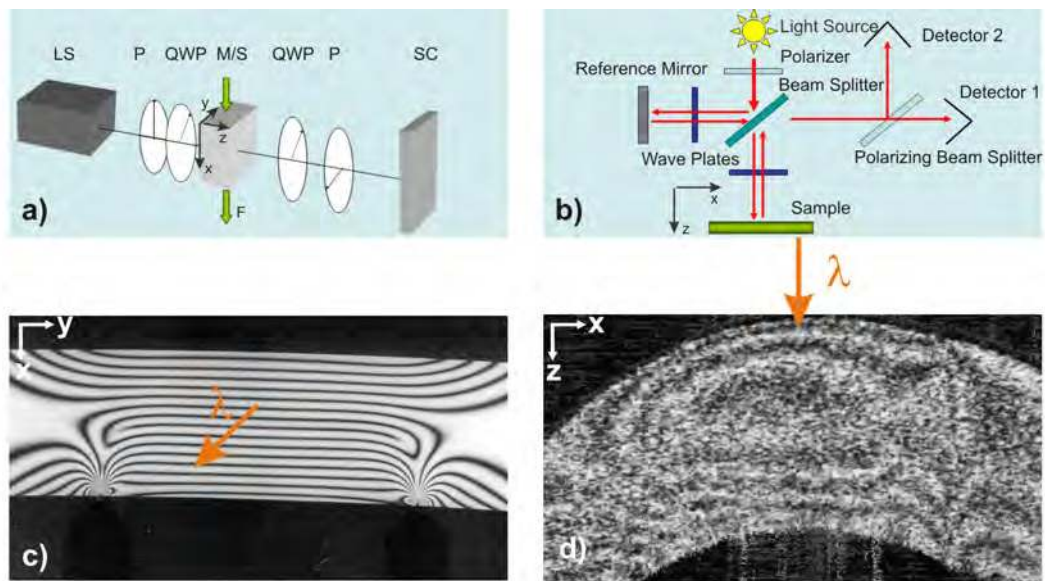 LS
P
QWP
M/S
QWP
P
SC
y
z
x
F
a)
Light Source
Detector 2
Polarizer
Reference Mirror
Beam Splitter
Detector 1
Wave Plates
Polarizing Beam Splitter
x
z
Sample
b)
λ
y
x
λ
c)
x
z
d)